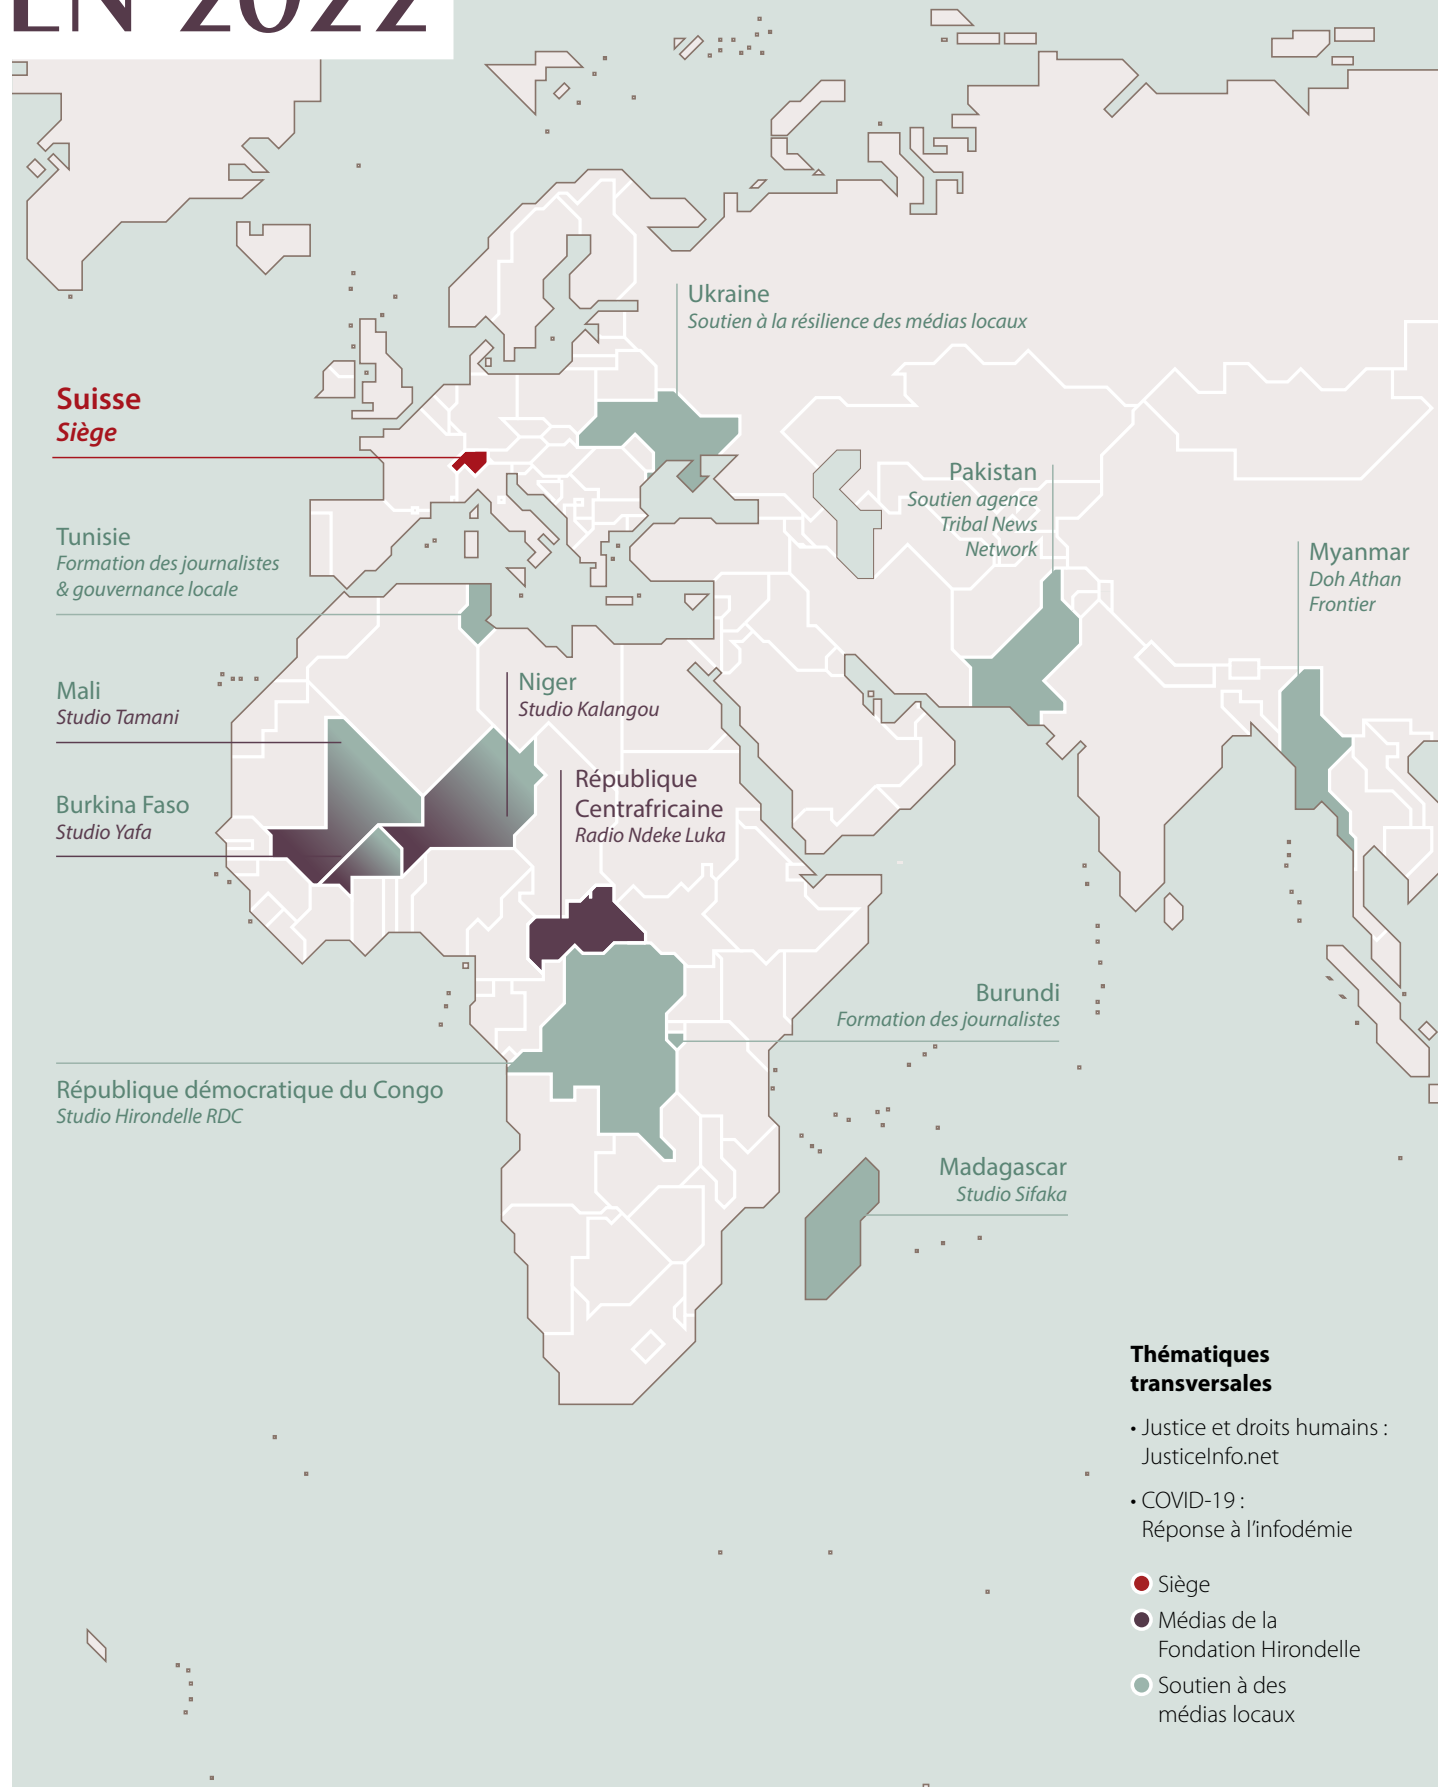 EN 2022
Ukraine
Soutien à la résilience des médias locaux
Suisse
Siège
Pakistan
Soutien agence
Tribal News
Network
Myanmar
Doh Athan
Frontier
Tunisie
Formation des journalistes
& gouvernance locale
Mali
Studio Tamani
Niger
Studio Kalangou
Burkina Faso
Studio Yafa
République
Centrafricaine
Radio Ndeke Luka
Burundi
Formation des journalistes
République démocratique du Congo
Studio Hirondelle RDC
Madagascar
Studio Sifaka
Thématiques
transversales
• Justice et droits humains :
JusticeInfo.net
• COVID-19 :
Réponse à l'infodémie
Siège
Médias de la
Fondation Hirondelle
Soutien à des
médias locaux